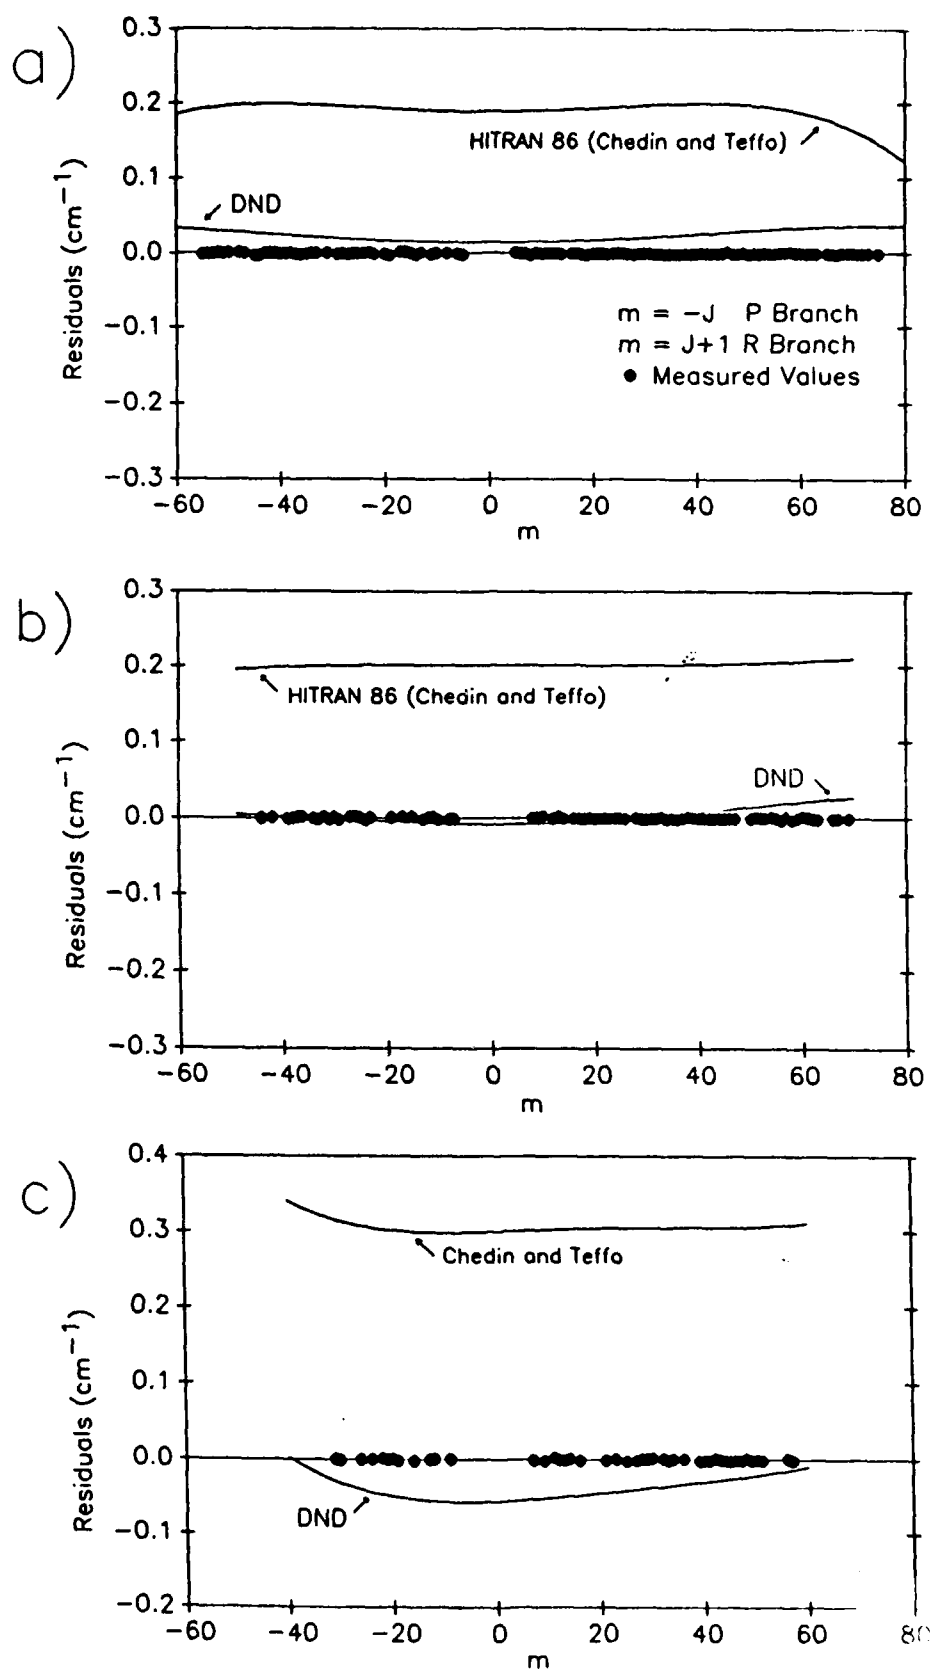 a)
0.3
0.2
0.1
0.0
−0.1
−0.2
−0.3
Residuals (cm−1)
HITRAN 86 (Chedin and Teffo)
DND
m = −J P Branch
m = J+1 R Branch
● Measured Values
−60 −40 −20 0 20 40 60 80
m
b)
0.3
0.2
0.1
0.0
−0.1
−0.2
−0.3
Residuals (cm−1)
HITRAN 86 (Chedin and Teffo)
DND
−60 −40 −20 0 20 40 60 80
m
c)
0.4
0.3
0.2
0.1
0.0
−0.1
−0.2
Residuals (cm−1)
Chedin and Teffo
DND
−60 −40 −20 0 20 40 60 80
m